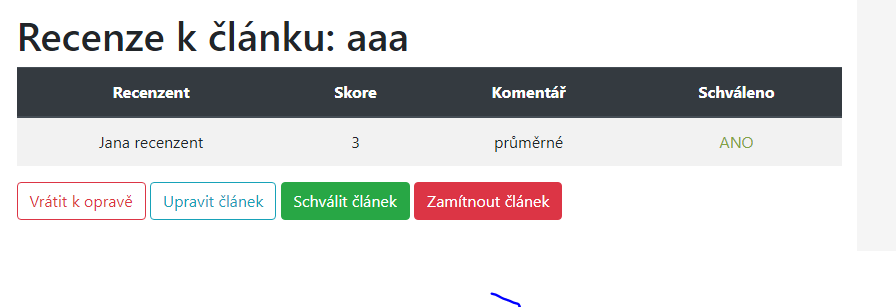 Recenze k článku: aaa
Recenzent Skore Komentář Schváleno
Jana recenzent 3 průměrné ANO
Vrátit k opravě Upravit článek Schválit článek Zamítnout článek